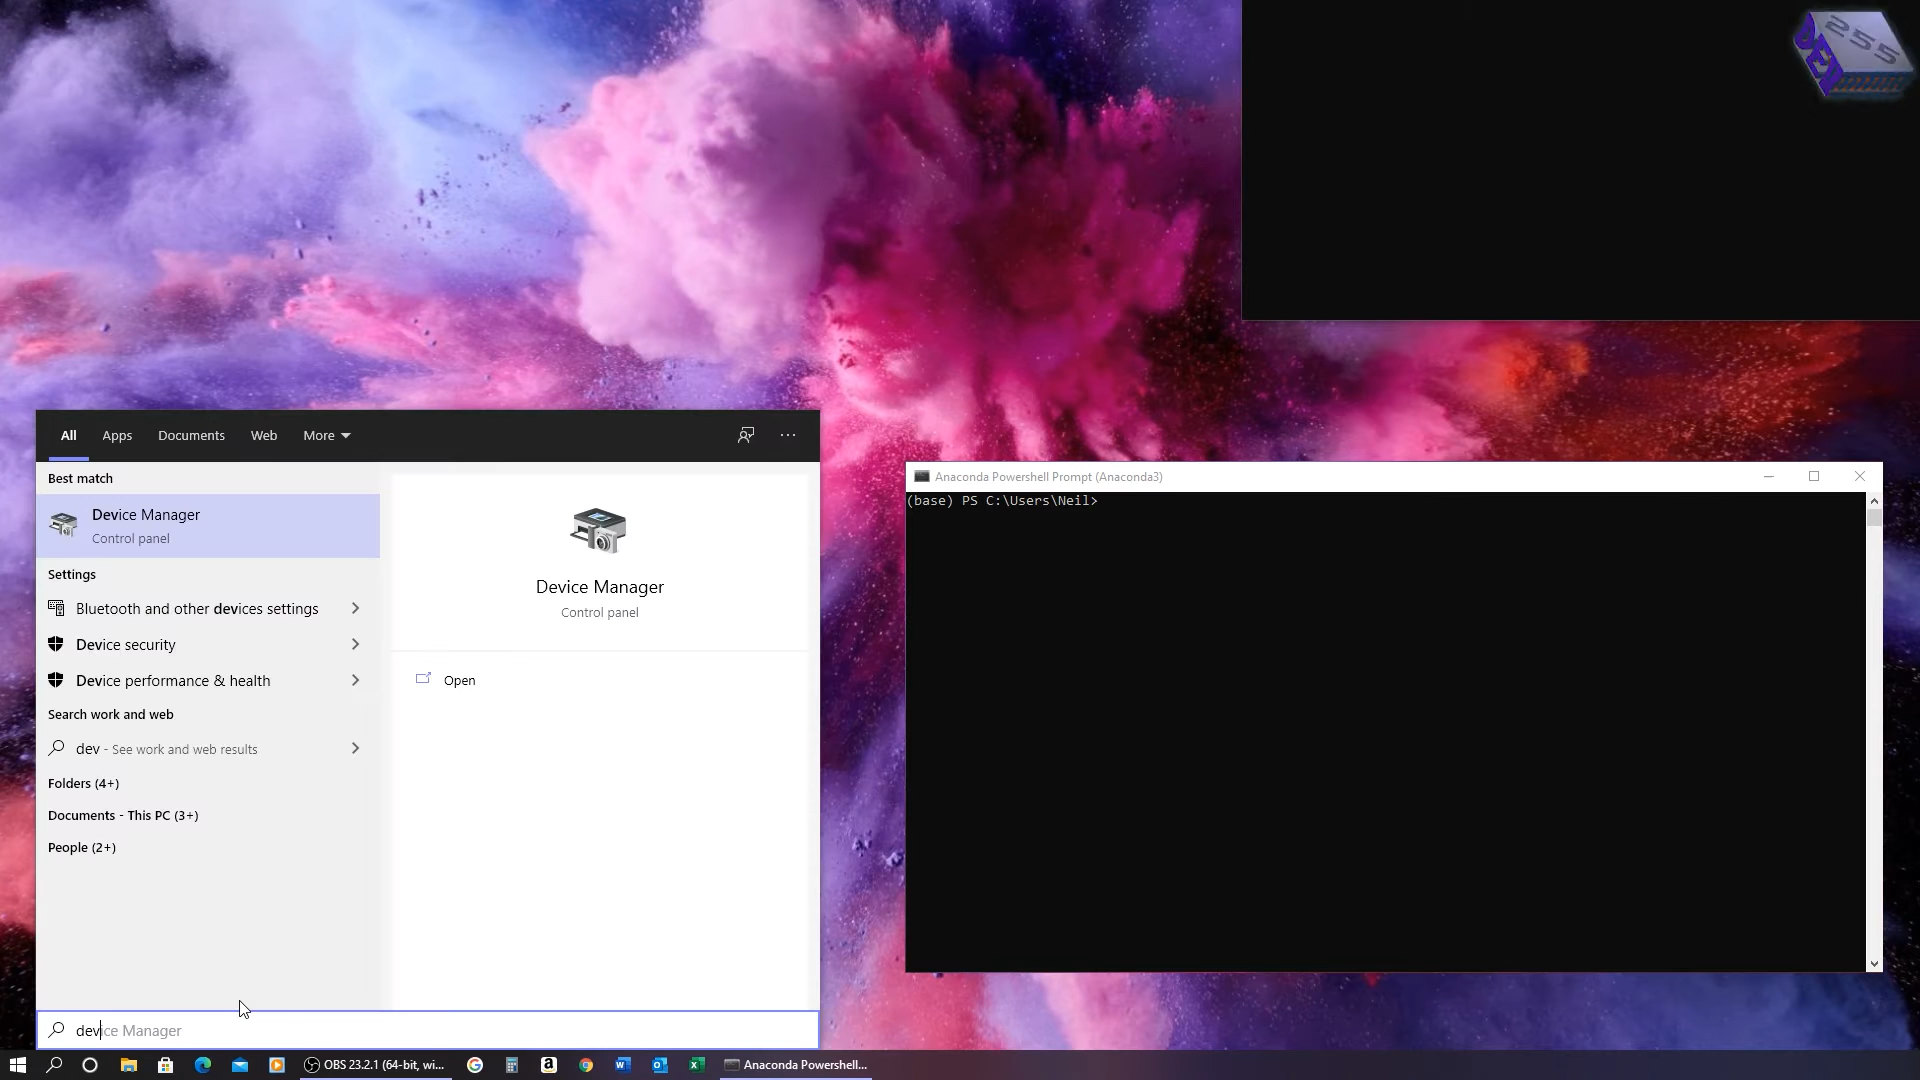 DEV
255
All Apps Documents Web More
Best match
Device Manager
Control panel
Settings
Bluetooth and other devices settings
Device security
Device performance & health
Search work and web
dev - See work and web results
Folders (4+)
Documents - This PC (3+)
People (2+)
Device Manager
Control panel
Open
Anaconda Powershell Prompt (Anaconda3)
(base) PS C:\Users\Neil>
device Manager
OBS 23.2.1 (64-bit, wi...
Anaconda Powershell...